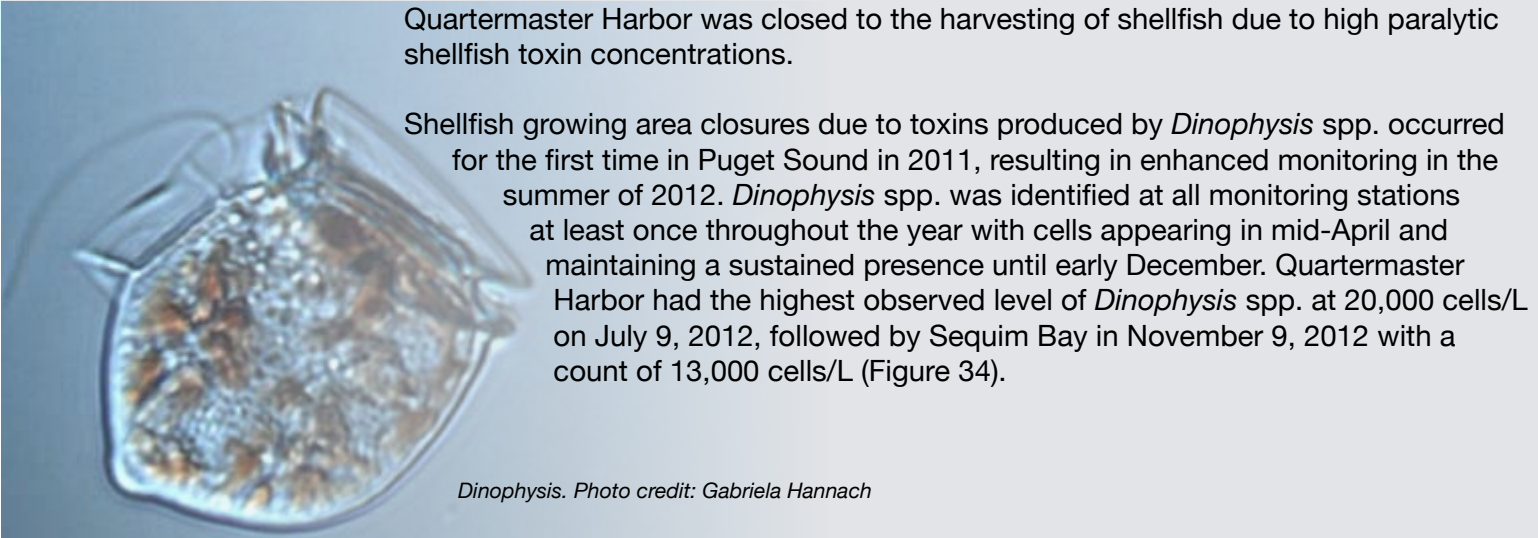 Quartermaster Harbor was closed to the harvesting of shellfish due to high paralytic
shellfish toxin concentrations.
Shellfish growing area closures due to toxins produced by Dinophysis spp. occurred
for the first time in Puget Sound in 2011, resulting in enhanced monitoring in the
summer of 2012. Dinophysis spp. was identified at all monitoring stations
at least once throughout the year with cells appearing in mid-April and
maintaining a sustained presence until early December. Quartermaster
Harbor had the highest observed level of Dinophysis spp. at 20,000 cells/L
on July 9, 2012, followed by Sequim Bay in November 9, 2012 with a
count of 13,000 cells/L (Figure 34).
Dinophysis. Photo credit: Gabriela Hannach